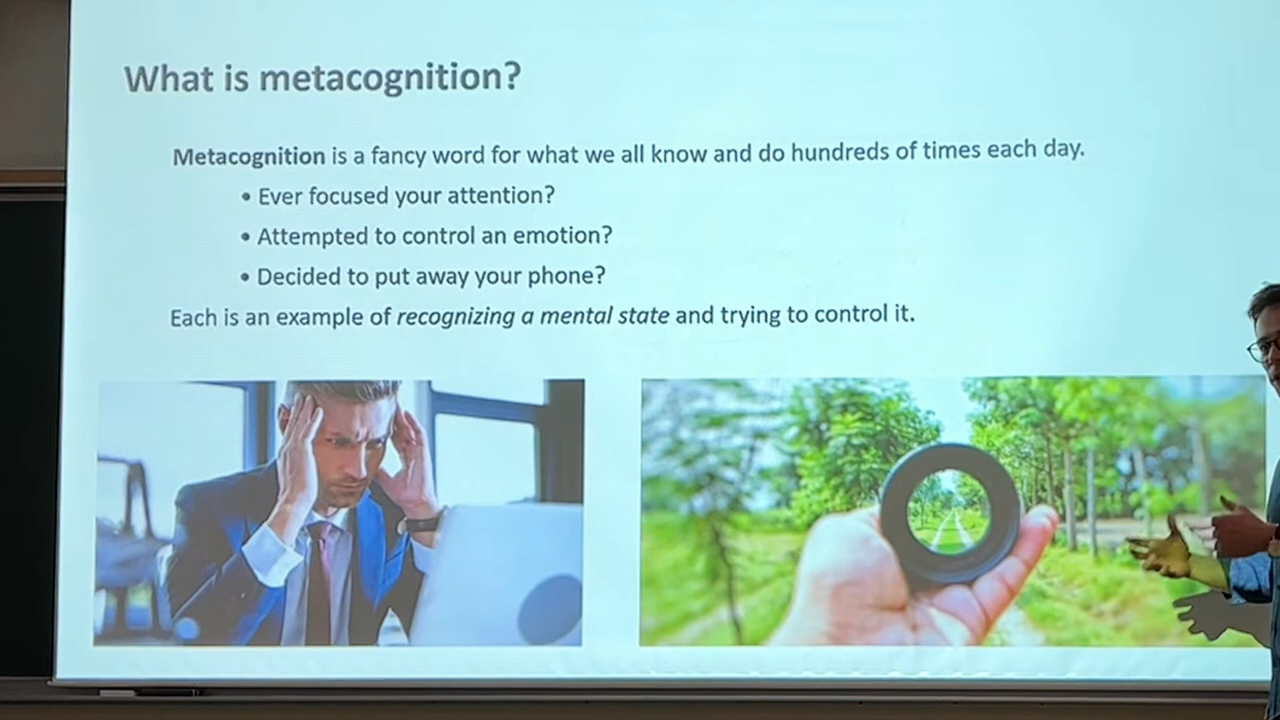 What is metacognition?
Metacognition is a fancy word for what we all know and do hundreds of times each day.
• Ever focused your attention?
• Attempted to control an emotion?
• Decided to put away your phone?
Each is an example of recognizing a mental state and trying to control it.